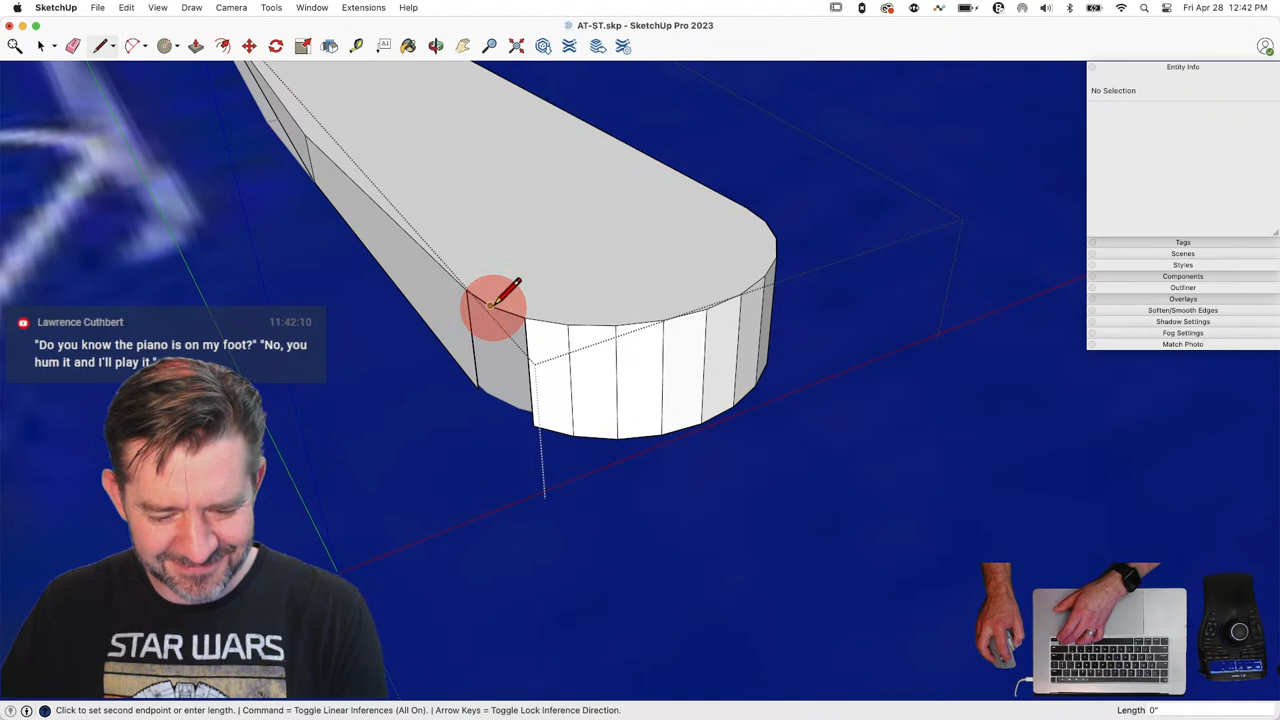 SketchUp File Edit View Draw Camera Tools Window Extensions Help
Fri Apr 28 12:42 PM
AT-ST.skp - SketchUp Pro 2023
Entity Info
No Selection
Tags
Scenes
Styles
Components
Outliner
Overlays
Soften/Smooth Edges
Shadow Settings
Fog Settings
Match Photo
Lawrence Cuthbert 11:42:10
"Do you know the piano is on my foot?" "No, you
hum it and I'll play it."
STAR WARS
Click to set second endpoint or enter length. | Command = Toggle Linear Inferences (All On). | Arrow Keys = Toggle Lock Inference Direction.
Length 0"